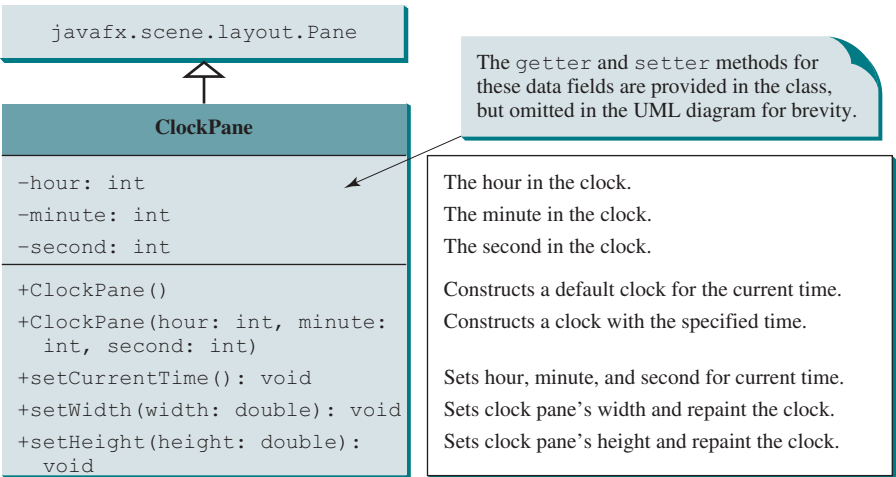 javafx.scene.layout.Pane
The getter and setter methods for
these data fields are provided in the class,
but omitted in the UML diagram for brevity.
ClockPane
-hour: int
The hour in the clock.
-minute: int
The minute in the clock.
-second: int
The second in the clock.
+ClockPane()
Constructs a default clock for the current time.
+ClockPane(hour: int, minute:
int, second: int)
Constructs a clock with the specified time.
+setCurrentTime(): void
Sets hour, minute, and second for current time.
+setWidth(width: double): void
Sets clock pane's width and repaint the clock.
+setHeight(height: double):
void
Sets clock pane's height and repaint the clock.